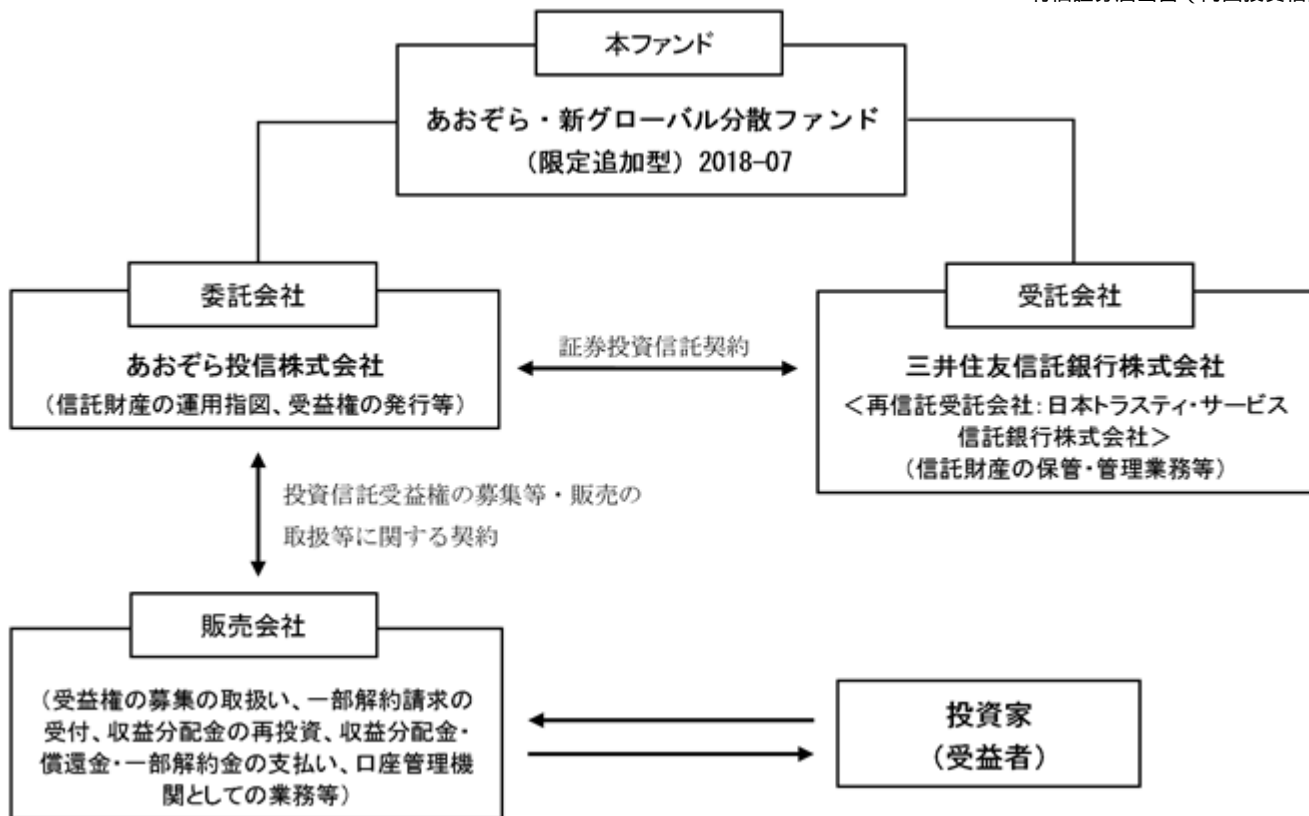 本ファンド
あおぞら・新グローバル分散ファンド
（限定追加型）2018-07
委託会社
あおぞら投信株式会社
（信託財産の運用指図、受益権の発行等）
証券投資信託契約
受託会社
三井住友信託銀行株式会社
＜再信託受託会社：日本トラスティ・サービス
信託銀行株式会社＞
（信託財産の保管・管理業務等）
投資信託受益権の募集等・販売の
取扱等に関する契約
販売会社
（受益権の募集の取扱い、一部解約請求の
受付、収益分配金の再投資、収益分配金・
償還金・一部解約金の支払い、口座管理機
関としての業務等）
投資家
（受益者）